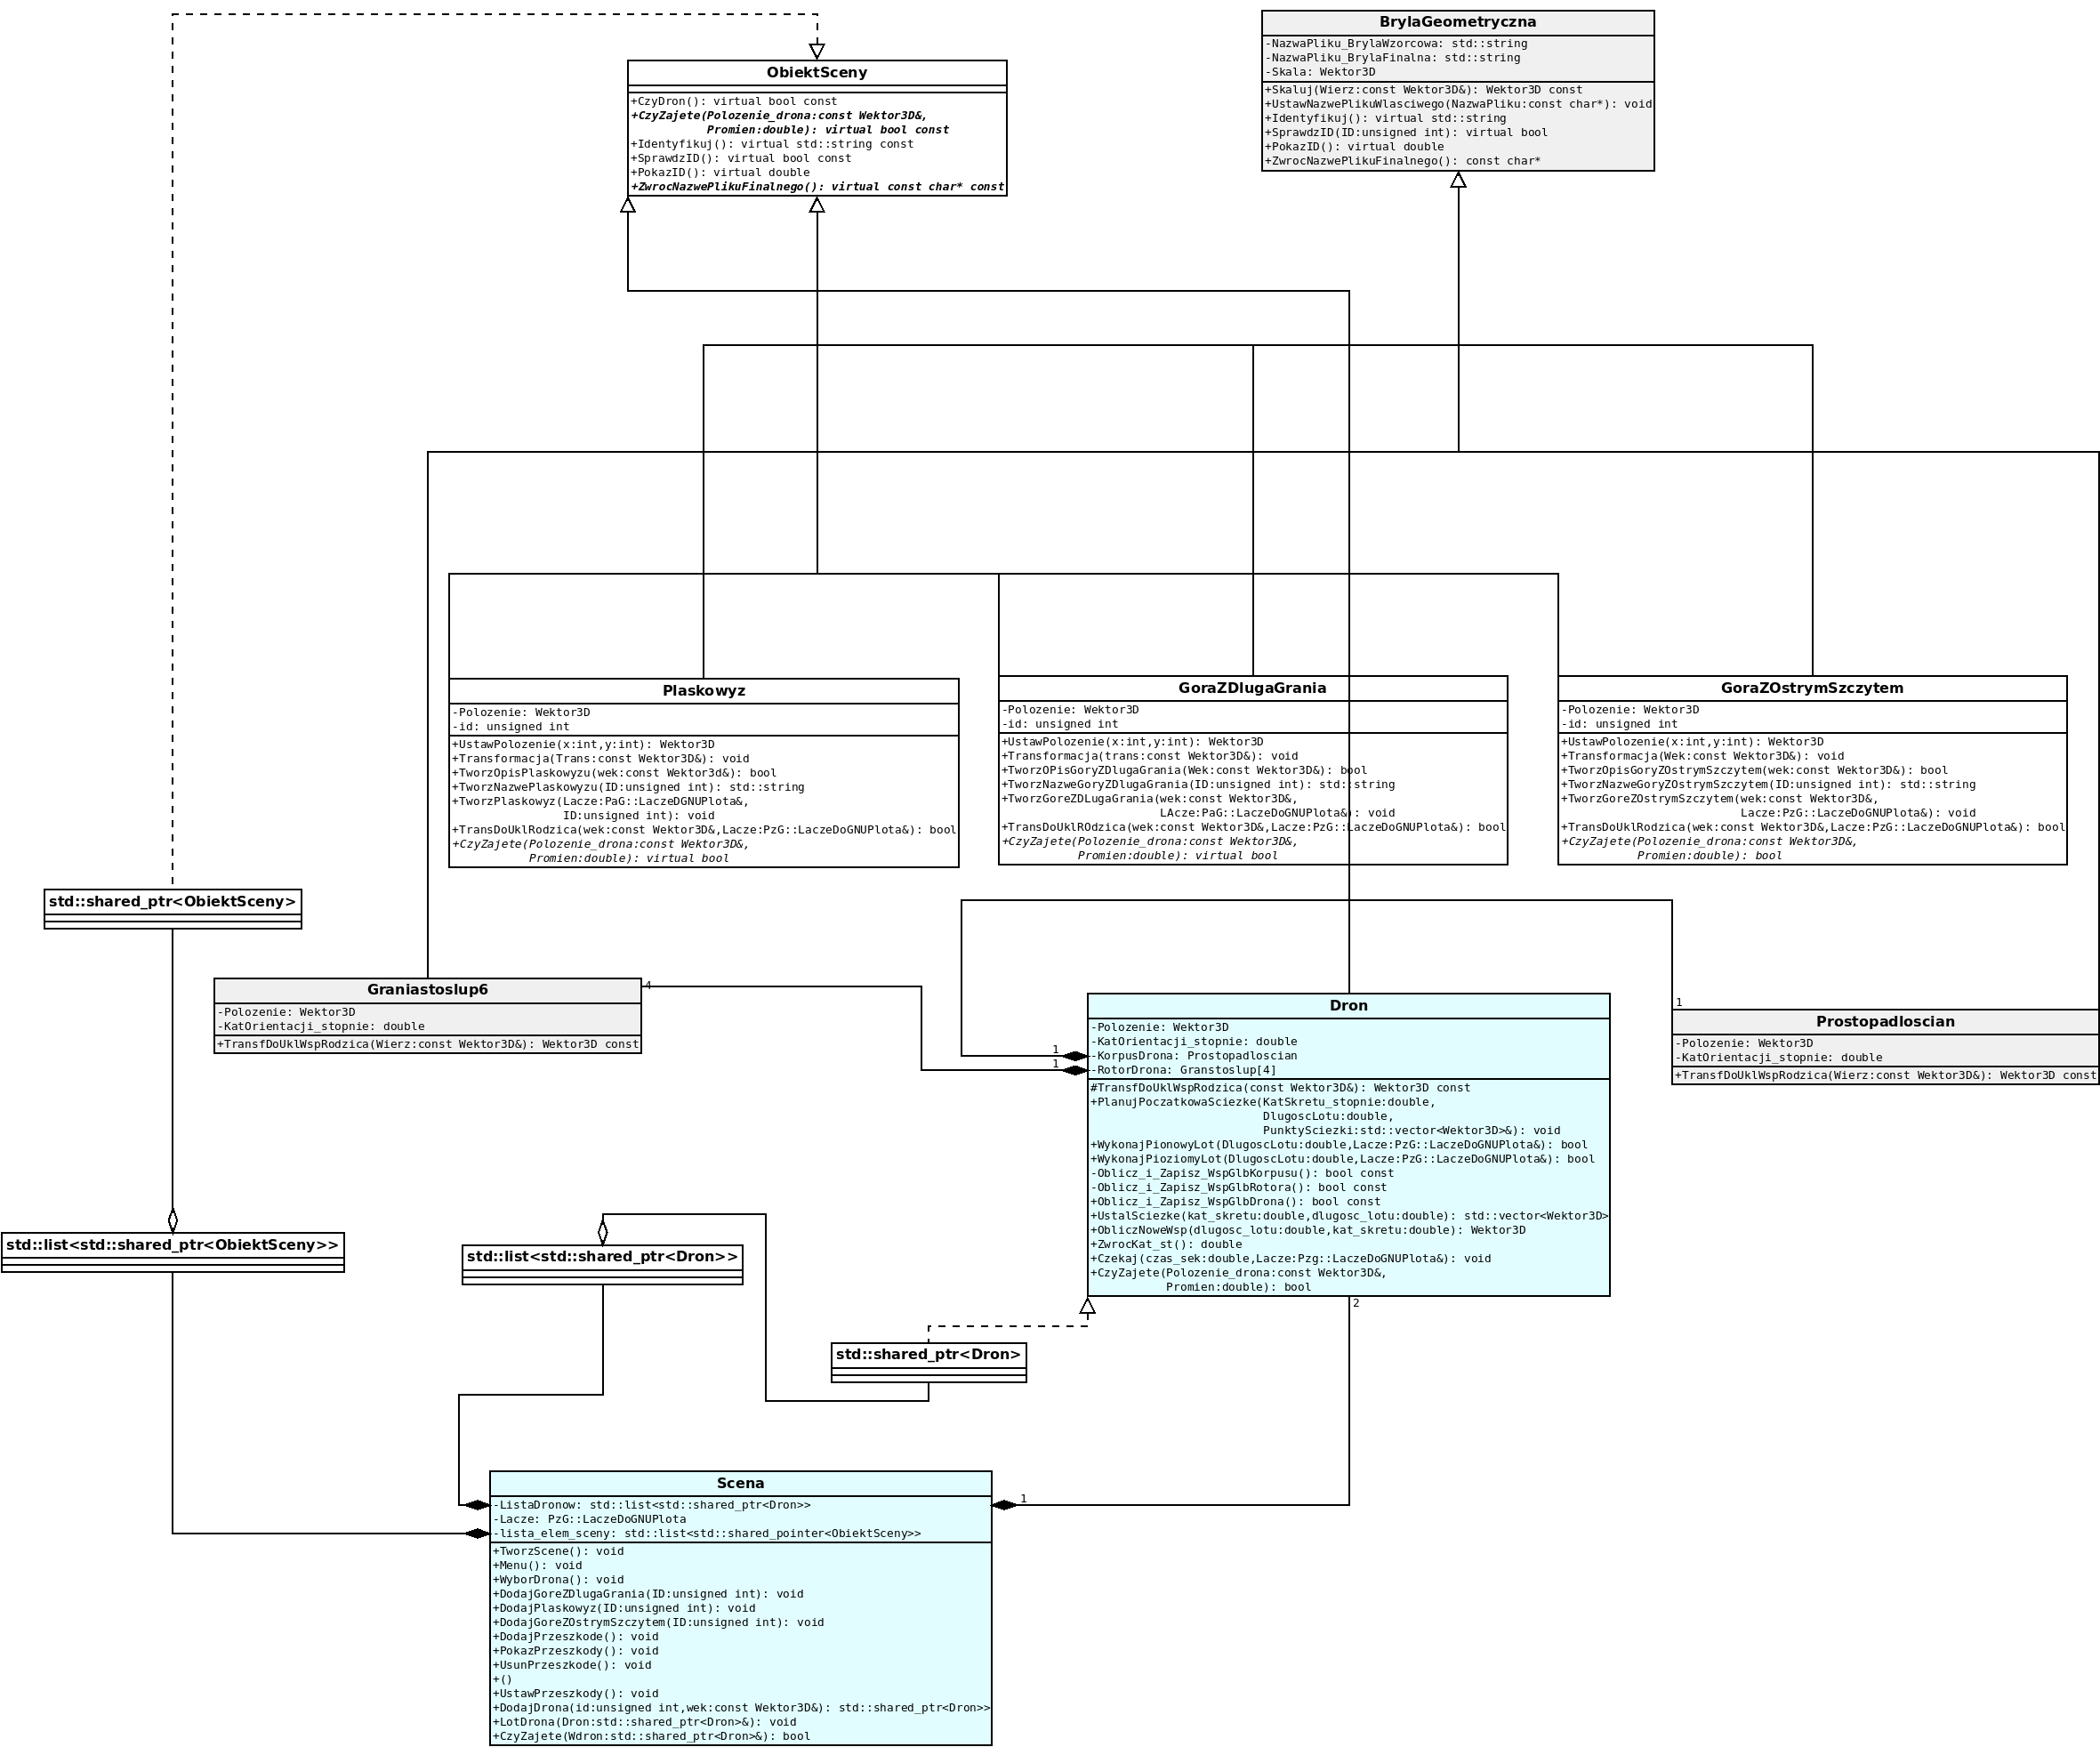 ObiektSceny
+CzyDron(): virtual bool const
+CzyZajete(Polozenie_drona:const Wektor3D&,
Promien:double): virtual bool const
+Identyfikuj(): virtual std::string const
+SprawdzID(): virtual bool const
+PokazID(): virtual double
+ZwrocNazwePlikuFinalnego(): virtual const char* const
BrylaGeometryczna
-NazwaPliku_BrylaWzorcowa: std::string
-NazwaPliku_BrylaFinalna: std::string
-Skala: Wektor3D
+Skaluj(Wierz:const Wektor3D&): Wektor3D const
+UstawNazwePlikuWlasciwego(NazwaPliku:const char*): void
+Identyfikuj(): virtual std::string
+SprawdzID(ID:unsigned int): virtual bool
+PokazID(): virtual double
+ZwrocNazwePlikuFinalnego(): const char*
Plaskowyz
-Polozenie: Wektor3D
-id: unsigned int
+UstawPolozenie(x:int,y:int): Wektor3D
+Transformacja(Trans:const Wektor3D&): void
+TworzOpisPlaskowyzu(wek:const Wektor3d&): bool
+TworzNazwePlaskowyzu(ID:unsigned int): std::string
+TworzPlaskowyz(Lacze:PaG::LaczeDGNUPlota&,
ID:unsigned int): void
+TransDoUklRodzica(wek:const Wektor3D&,Lacze:PzG::LaczeDoGNUPlota&): bool
+CzyZajete(Polozenie_drona:const Wektor3D&,
Promien:double): virtual bool
GoraZDlugaGrania
-Polozenie: Wektor3D
-id: unsigned int
+UstawPolozenie(x:int,y:int): Wektor3D
+Transformacja(trans:const Wektor3D&): void
+TworzOPisGoryZDlugaGrania(Wek:const Wektor3D&): bool
+TworzNazweGoryZDlugaGrania(ID:unsigned int): std::string
+TworzGoreZDLugaGrania(wek:const Wektor3D&,
LAcze:PaG::LaczeDoGNUPlota&): void
+TransDoUklROdzica(wek:const Wektor3D&,Lacze:PzG::LaczeDoGNUPlota&): bool
+CzyZajete(Polozenie_drona:const Wektor3D&,
Promien:double): virtual bool
GoraZOstrymSzczytem
-Polozenie: Wektor3D
-id: unsigned int
+UstawPolozenie(x:int,y:int): Wektor3D
+Transformacja(Wek:const Wektor3D&): void
+TworzOpisGoryZOstrymSzczytem(wek:const Wektor3D&): bool
+TworzNazweGoryZOstrymSzczytem(ID:unsigned int): std::string
+TworzGoreZOstrymSzczytem(wek:const Wektor3D&,
Lacze:PzG::LaczeDoGNUPlota&): void
+TransDoUklRodzica(wek:const Wektor3D&,Lacze:PzG::LaczeDoGNUPlota&): bool
+CzyZajete(Polozenie_drona:const Wektor3D&,
Promien:double): bool
std::shared_ptr<ObiektSceny>
Graniastoslup6
-Polozenie: Wektor3D
-KatOrientacji_stopnie: double
+TransfDoUklWspRodzica(Wierz:const Wektor3D&): Wektor3D const
4
1
1
Dron
-Polozenie: Wektor3D
-KatOrientacji_stopnie: double
-KorpusDrona: Prostopadloscian
-RotorDrona: Granstoslup[4]
#TransfDoUklWspRodzica(const Wektor3D&): Wektor3D const
+PlanujPoczatkowaSciezke(KatSkretu_stopnie:double,
DlugoscLotu:double,
PunktySciezki:std::vector<Wektor3D>&): void
+WykonajPionowyLot(DlugoscLotu:double,Lacze:PzG::LaczeDoGNUPlota&): bool
+WykonajPioziomyLot(DlugoscLotu:double,Lacze:PzG::LaczeDoGNUPlota&): bool
-Oblicz_i_Zapisz_WspGlbKorpusu(): bool const
-Oblicz_i_Zapisz_WspGlbRotora(): bool const
+Oblicz_i_Zapisz_WspGlbDrona(): bool const
+UstalSciezke(kat_skretu:double,dlugosc_lotu:double): std::vector<Wektor3D>
+ObliczNoweWsp(dlugosc_lotu:double,kat_skretu:double): Wektor3D
+ZwrocKat_st(): double
+Czekaj(czas_sek:double,Lacze:Pzg::LaczeDoGNUPlota&): void
+CzyZajete(Polozenie_drona:const Wektor3D&,
Promien:double): bool
1
Prostopadloscian
-Polozenie: Wektor3D
-KatOrientacji_stopnie: double
+TransfDoUklWspRodzica(Wierz:const Wektor3D&): Wektor3D const
std::list<std::shared_ptr<ObiektSceny>>
std::list<std::shared_ptr<Dron>>
2
std::shared_ptr<Dron>
Scena
-ListaDronow: std::list<std::shared_ptr<Dron>>
-Lacze: PzG::LaczeDoGNUPlota
-lista_elem_sceny: std::list<std::shared_pointer<ObiektSceny>>
+TworzScene(): void
+Menu(): void
+WyborDrona(): void
+DodajGoreZDlugaGrania(ID:unsigned int): void
+DodajPlaskowyz(ID:unsigned int): void
+DodajGoreZOstrymSzczytem(ID:unsigned int): void
+DodajPrzeszkode(): void
+PokazPrzeszkody(): void
+UsunPrzeszkode(): void
+()
+UstawPrzeszkody(): void
+DodajDrona(id:unsigned int,wek:const Wektor3D&): std::shared_ptr<Dron>>
+LotDrona(Dron:std::shared_ptr<Dron>&): void
+CzyZajete(Wdron:std::shared_ptr<Dron>&): bool
1